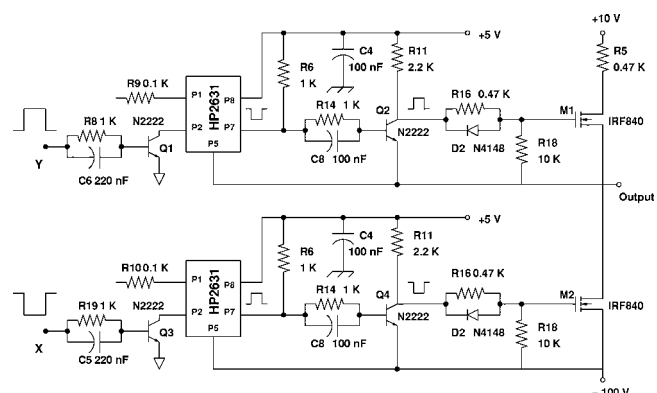 +10 V
+5 V
C4
100 nF
R11
2.2 K
R5
0.47 K
R6
1 K
R9 0.1 K
HP2631
P1
P8
P2
P7
P5
R14 1 K
C8
100 nF
Q2
N2222
R16 0.47 K
D2 N4148
M1
IRF840
R18
10 K
R8 1 K
N2222
Q1
C6 220 nF
Y
Output
+5 V
C4
100 nF
R11
2.2 K
R6
1 K
R10 0.1 K
HP2631
P1
P8
P2
P7
P5
R14 1 K
C8
100 nF
Q4
N2222
R16 0.47 K
D2 N4148
M2
IRF840
R18
10 K
R19 1 K
N2222
Q3
C5 220 nF
X
– 100 V